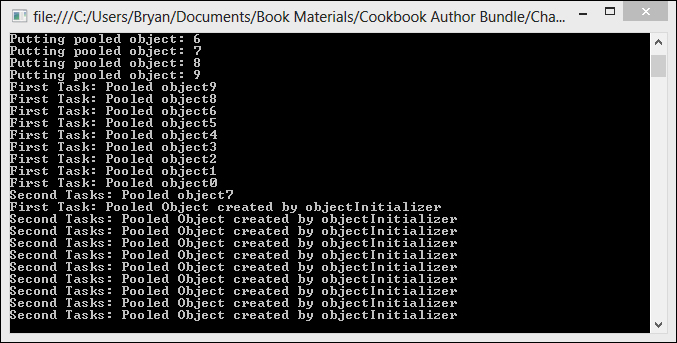 file:///C:/Users/Bryan/Documents/Book Materials/Cookbook Author Bundle/Cha...
Putting pooled object: 6
Putting pooled object: 7
Putting pooled object: 8
Putting pooled object: 9
First Task: Pooled object9
First Task: Pooled object8
First Task: Pooled object6
First Task: Pooled object5
First Task: Pooled object4
First Task: Pooled object3
First Task: Pooled object2
First Task: Pooled object1
First Task: Pooled object0
Second Tasks: Pooled object7
First Task: Pooled Object created by objectInitializer
Second Tasks: Pooled Object created by objectInitializer
Second Tasks: Pooled Object created by objectInitializer
Second Tasks: Pooled Object created by objectInitializer
Second Tasks: Pooled Object created by objectInitializer
Second Tasks: Pooled Object created by objectInitializer
Second Tasks: Pooled Object created by objectInitializer
Second Tasks: Pooled Object created by objectInitializer
Second Tasks: Pooled Object created by objectInitializer
Second Tasks: Pooled Object created by objectInitializer